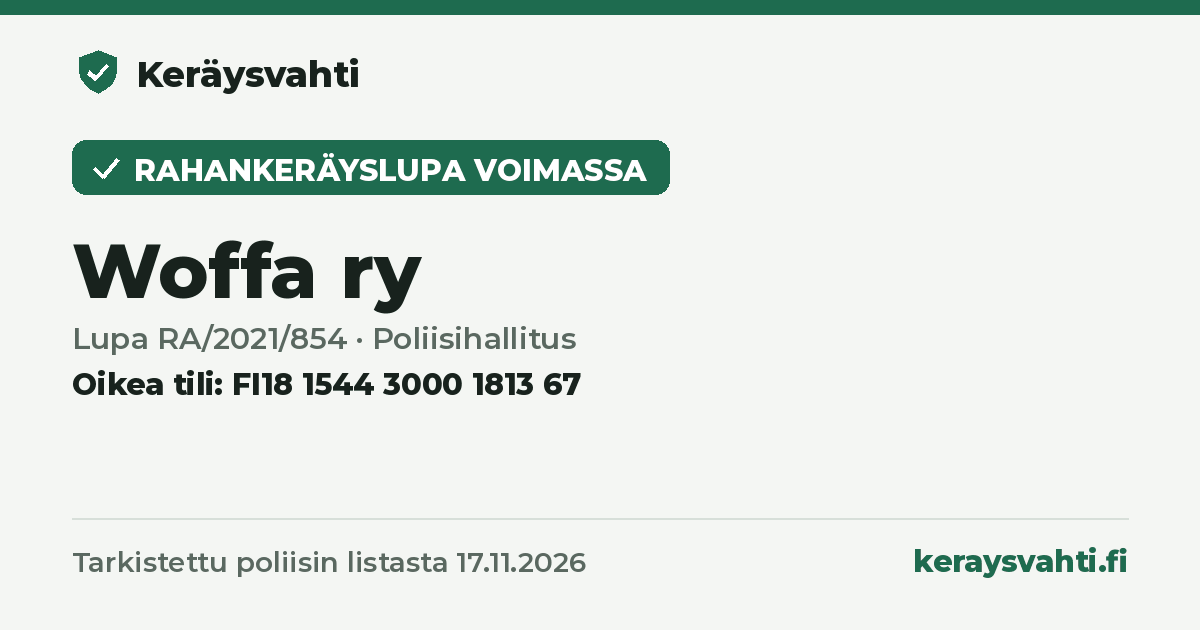 Keräysvahti
RAHANKERÄYSLUPA VOIMASSA
Woffa ry
Lupa RA/2021/854 · Poliisihallitus
Oikea tili: FI18 1544 3000 1813 67
Tarkistettu poliisin listasta 17.11.2026
keraysvahti.fi